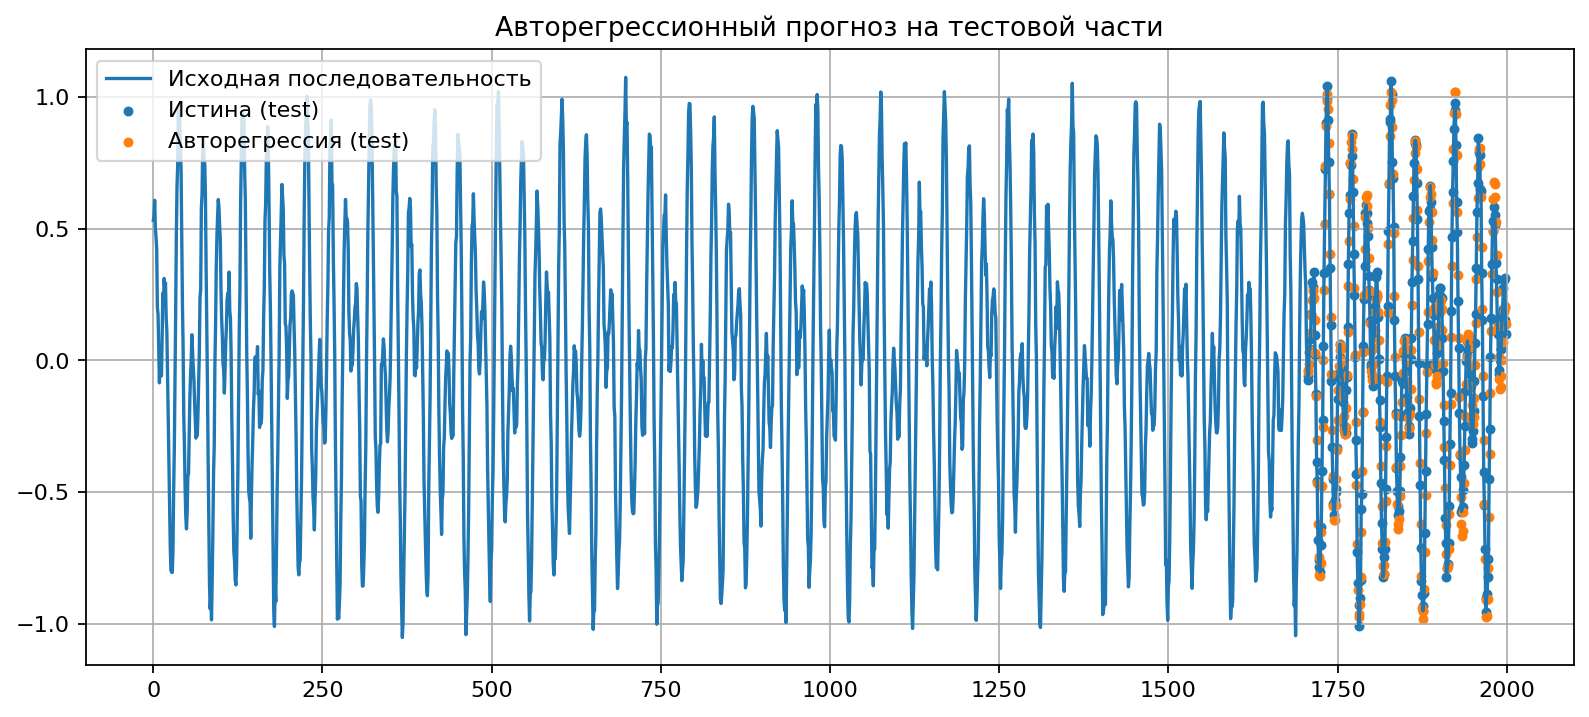 Авторегрессионный прогноз на тестовой части
Исходная последовательность
Истина (test)
Авторегрессия (test)
1.0
0.5
0.0
−0.5
−1.0
0 250 500 750 1000 1250 1500 1750 2000